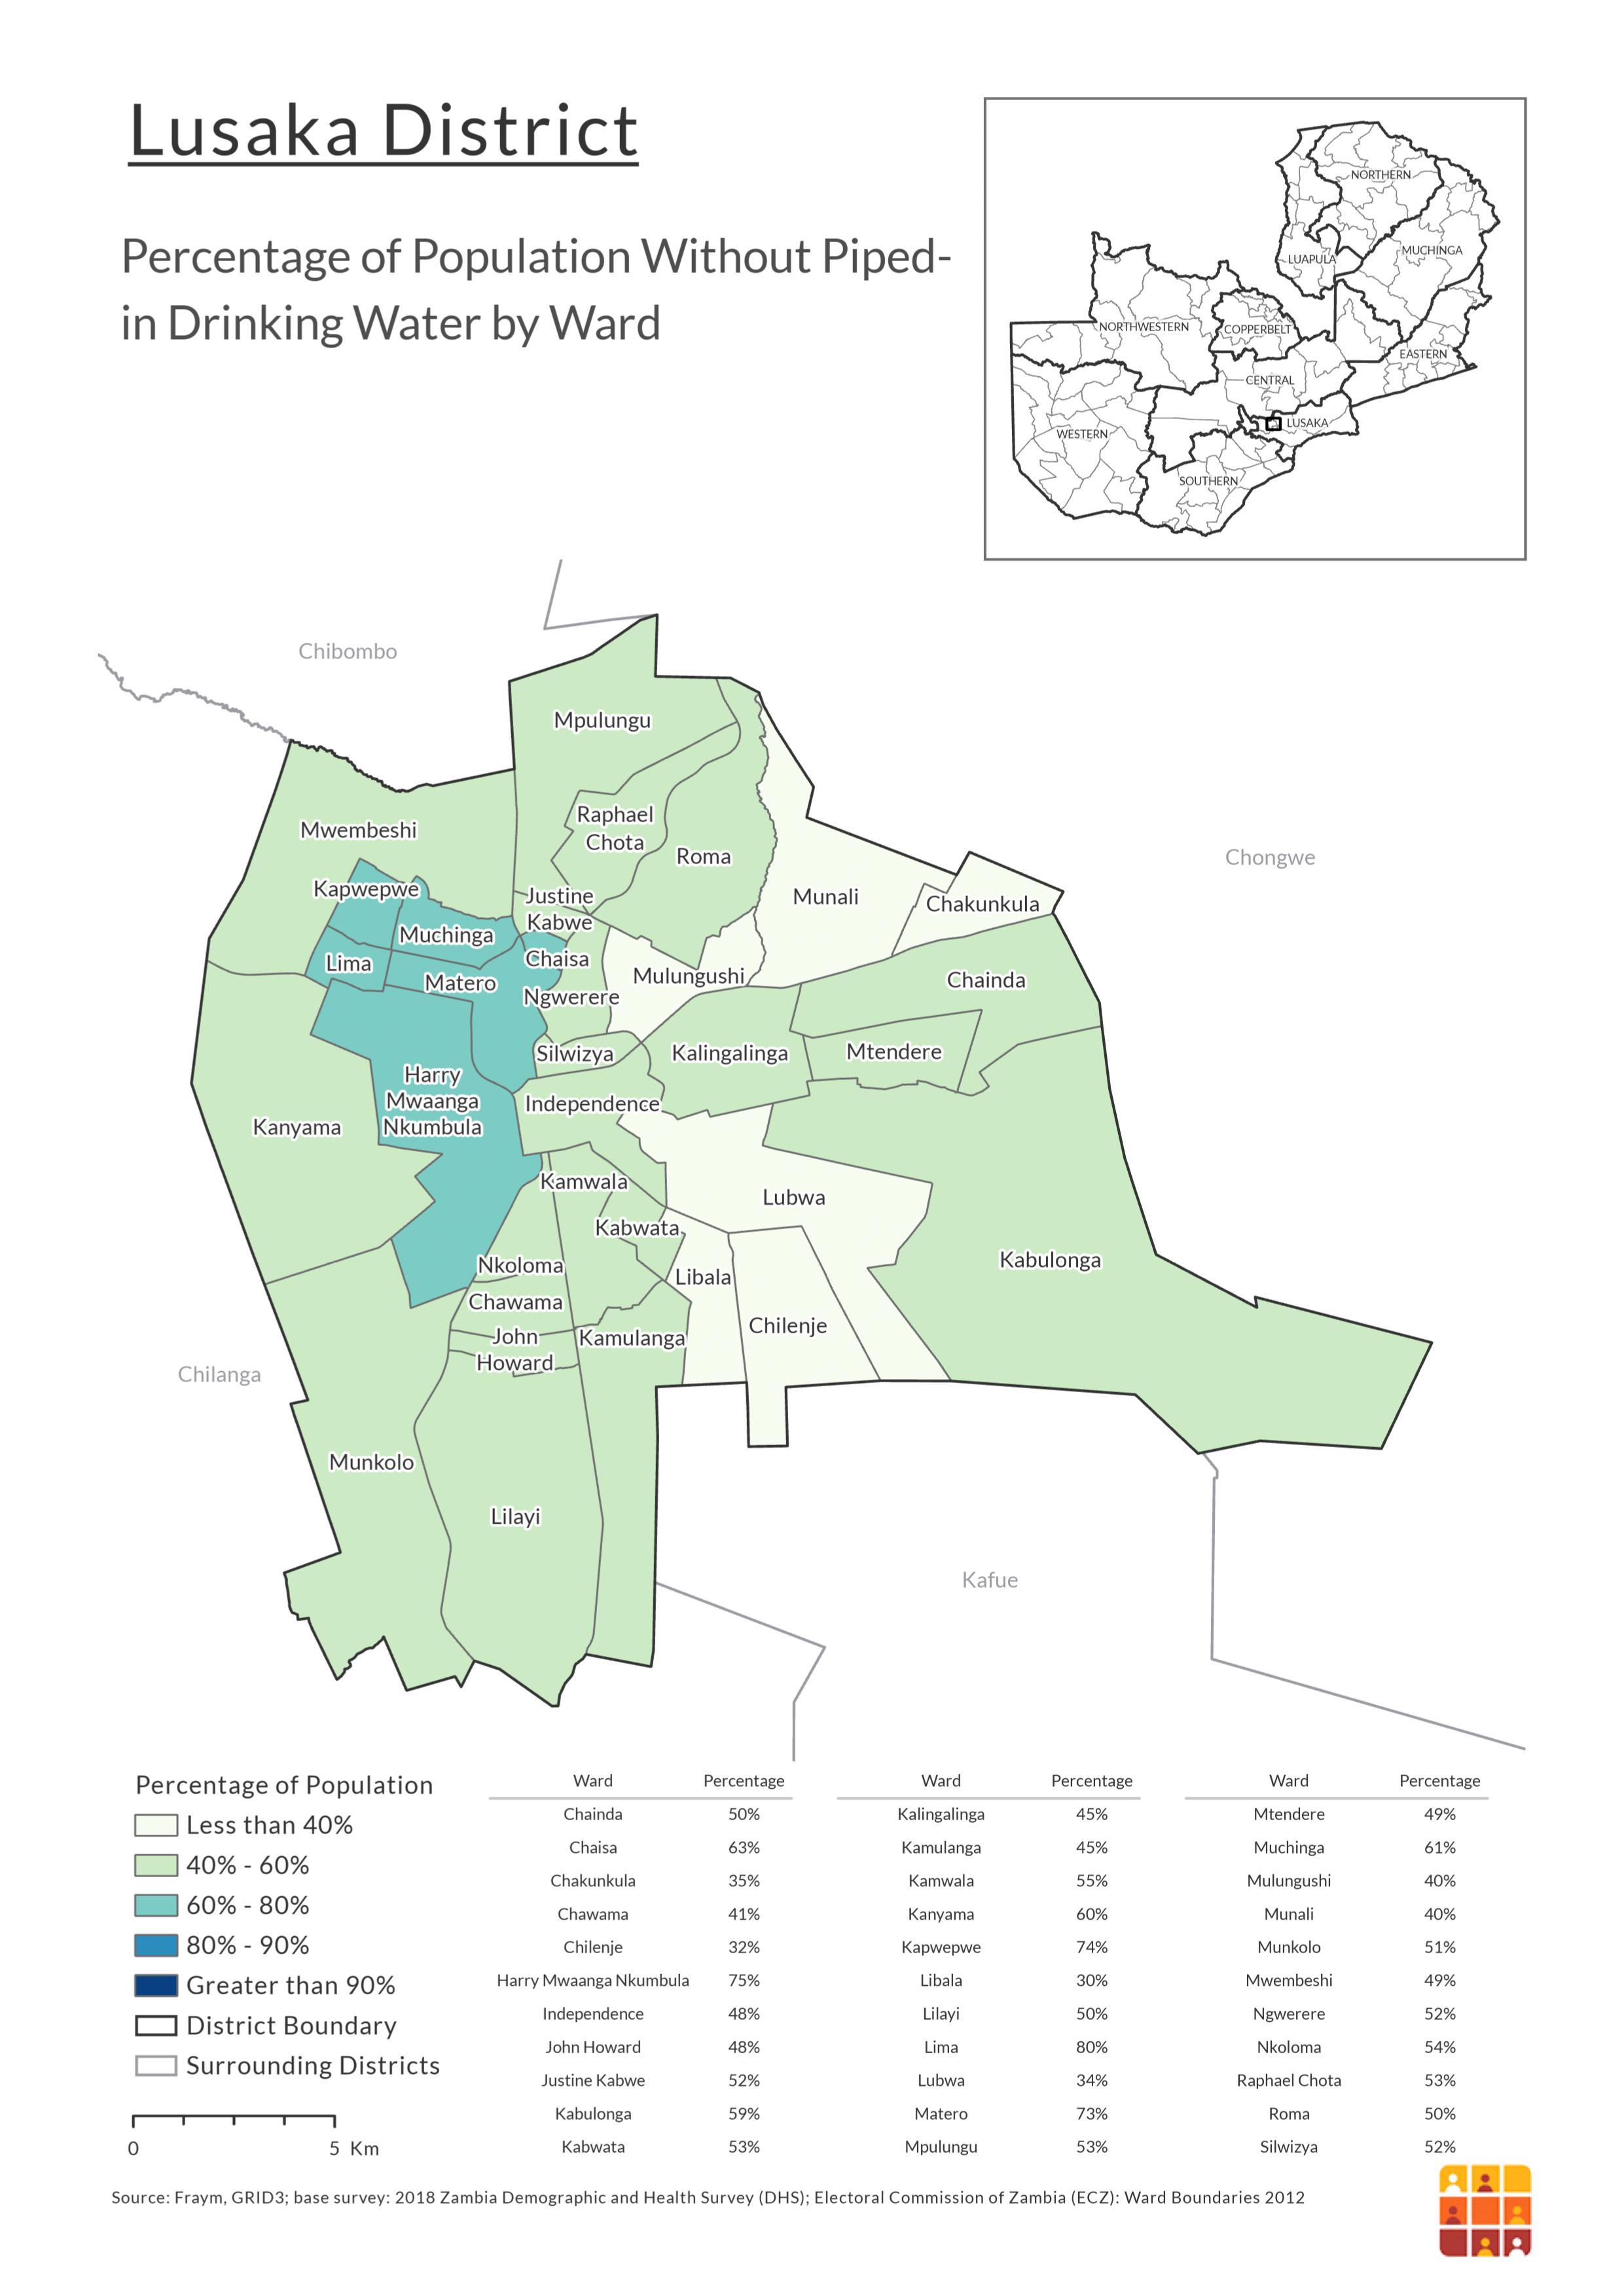 Lusaka District
Percentage of Population Without Piped-
in Drinking Water by Ward
NORTHERN
MUCHINGA
LUAPULA
NORTHWESTERN
COPPERBELT
EASTERN
CENTRAL
LUSAKA
WESTERN
SOUTHERN
Chibombo
Mpulungu
Raphael
Chota
Mwembeshi
Roma
Chongwe
Kapwepwe
Justine
Kabwe
Munali
Chakunkula
Muchinga
Chaisa
Lima
Matero
Mulungushi
Chainda
Ngwerere
Silwizya
Kalingalinga
Mtendere
Harry
Mwaanga
Nkumbula
Independence
Kanyama
Kamwala
Lubwa
Kabwata
Kabulonga
Nkoloma
Libala
Chawama
Chilenje
John
Howard
Kamulanga
Chilanga
Munkolo
Lilayi
Kafue
Percentage of Population
Less than 40%
40% - 60%
60% - 80%
80% - 90%
Greater than 90%
District Boundary
Surrounding Districts
0 5 Km
Ward Percentage
Chainda 50%
Chaisa 63%
Chakunkula 35%
Chawama 41%
Chilenje 32%
Harry Mwaanga Nkumbula 75%
Independence 48%
John Howard 48%
Justine Kabwe 52%
Kabulonga 59%
Kabwata 53%
Ward Percentage
Kalingalinga 45%
Kamulanga 45%
Kamwala 55%
Kanyama 60%
Kapwepwe 74%
Libala 30%
Lilayi 50%
Lima 80%
Lubwa 34%
Matero 73%
Mpulungu 53%
Ward Percentage
Mtendere 49%
Muchinga 61%
Mulungushi 40%
Munali 40%
Munkolo 51%
Mwembeshi 49%
Ngwerere 52%
Nkoloma 54%
Raphael Chota 53%
Roma 50%
Silwizya 52%
Source: Fraym, GRID3; base survey: 2018 Zambia Demographic and Health Survey (DHS); Electoral Commission of Zambia (ECZ): Ward Boundaries 2012